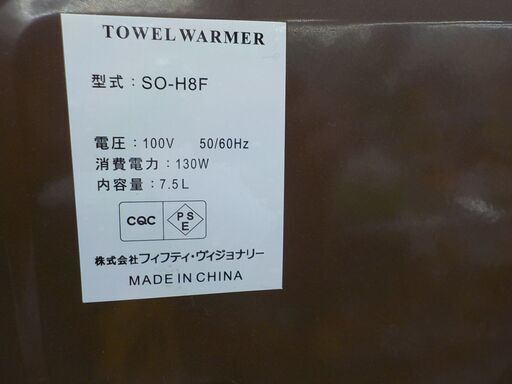 TOWEL WARMER
型式：SO-H8F
電圧：100V 50/60Hz
消費電力：130W
内容量：7.5L
CQC PSE
株式会社フィフティ・ヴィジョナリー
MADE IN CHINA